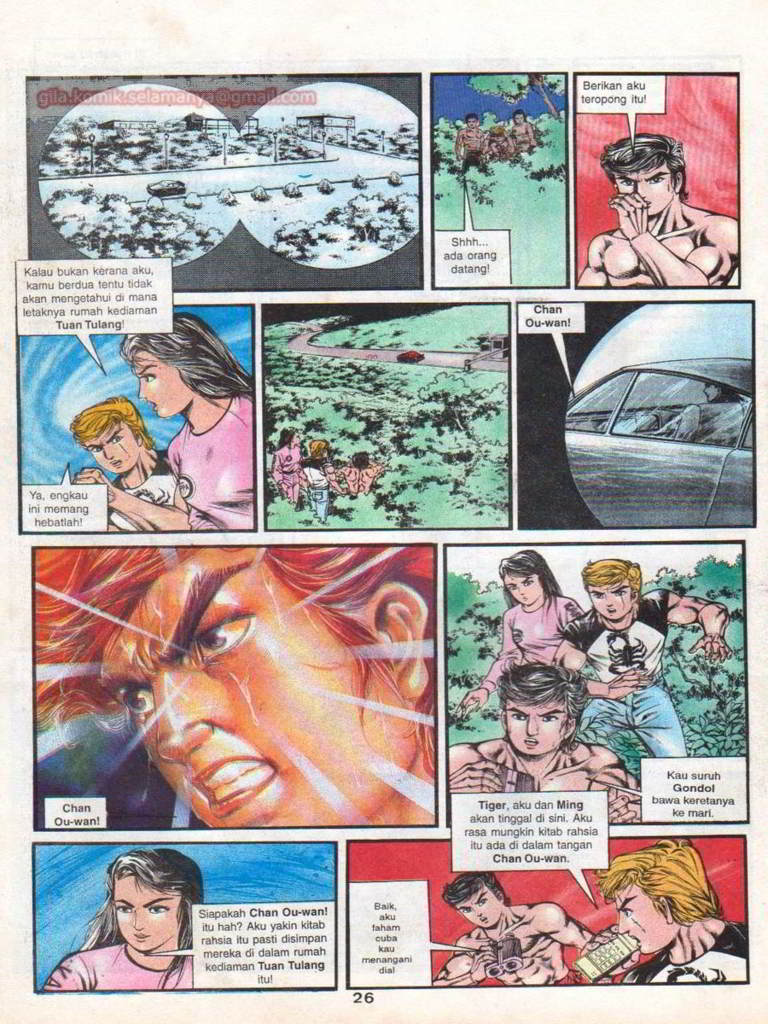 gila.komik.selamanya@gmail.com
Shhh...
ada orang
datang!
Berikan aku
teropong itu!
Kalau bukan kerana aku,
kamu berdua tentu tidak
akan mengetahui di mana
letaknya rumah kediaman
Tuan Tulang!
Ya, engkau
ini memang
hebatlah!
Chan
Ou-wan!
Chan
Ou-wan!
Kau suruh
Gondol
bawa keretanya
ke mari.
Tiger, aku dan Ming
akan tinggal di sini. Aku
rasa mungkin kitab rahsia
itu ada di dalam tangan
Chan Ou-wan.
Siapakah Chan Ou-wan!
itu hah? Aku yakin kitab
rahsia itu pasti disimpan
mereka di dalam rumah
kediaman Tuan Tulang
itu!
Baik,
aku
faham
cuba
kau
menangani
dia!
26